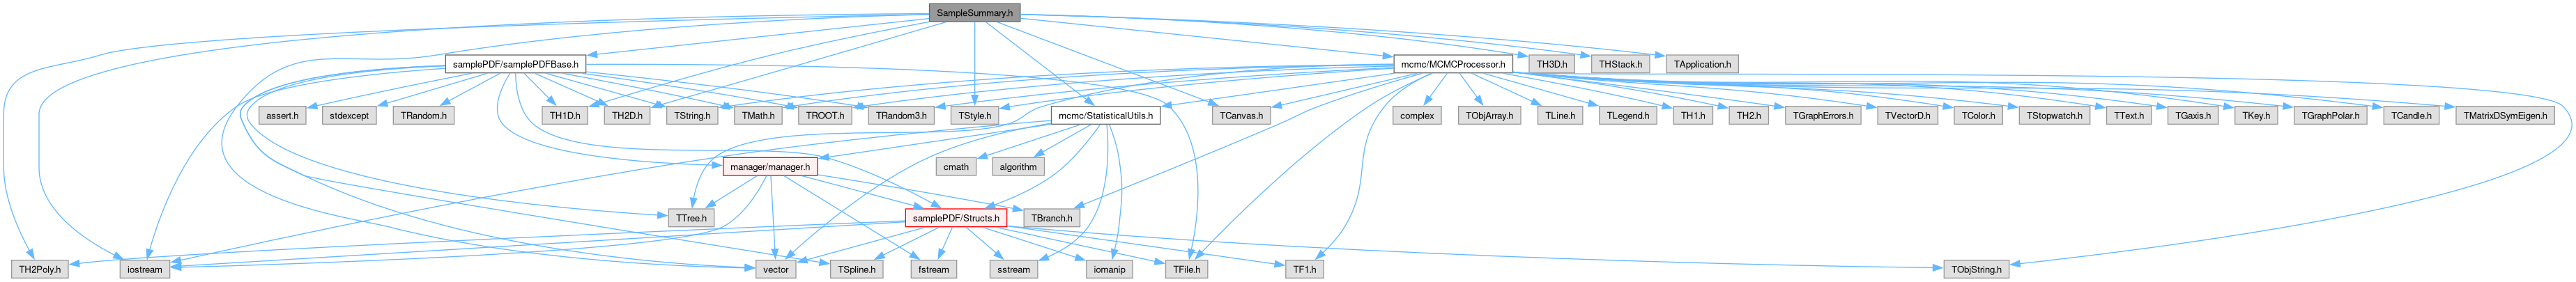 SampleSummary.h
samplePDF/samplePDFBase.h
mcmc/MCMCProcessor.h
TH3D.h
THStack.h
TApplication.h
assert.h
stdexcept
TRandom.h
TH1D.h
TH2D.h
TString.h
TMath.h
TROOT.h
TRandom3.h
TStyle.h
mcmc/StatisticalUtils.h
TCanvas.h
complex
TObjArray.h
TLine.h
TLegend.h
TH1.h
TH2.h
TGraphErrors.h
TVectorD.h
TColor.h
TStopwatch.h
TText.h
TGaxis.h
TKey.h
TGraphPolar.h
TCandle.h
TMatrixDSymEigen.h
manager/manager.h
cmath
algorithm
TTree.h
samplePDF/Structs.h
TBranch.h
TH2Poly.h
iostream
vector
TSpline.h
fstream
sstream
iomanip
TFile.h
TF1.h
TObjString.h